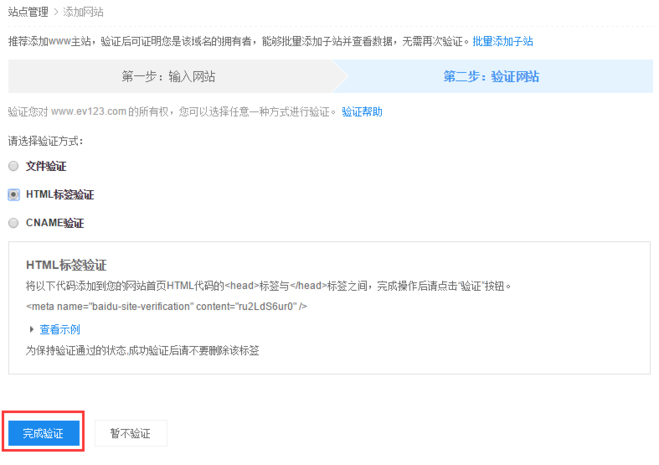 站点管理 > 添加网站
推荐添加www主站，验证后可证明您是该域名的拥有者，能够批量添加子站并查看数据，无需再次验证。批量添加子站
第一步：输入网站 第二步：验证网站
验证您对 www.ev123.com 的所有权，您可以选择任意一种方式进行验证。 验证帮助
请选择验证方式：
文件验证
HTML标签验证
CNAME验证
HTML标签验证
将以下代码添加到您的网站首页HTML代码的<head>标签与</head>标签之间，完成操作后请点击“验证”按钮。
<meta name="baidu-site-verification" content="ru2LdS6ur0" />
查看示例
为保持验证通过的状态,成功验证后请不要删除该标签
完成验证 暂不验证